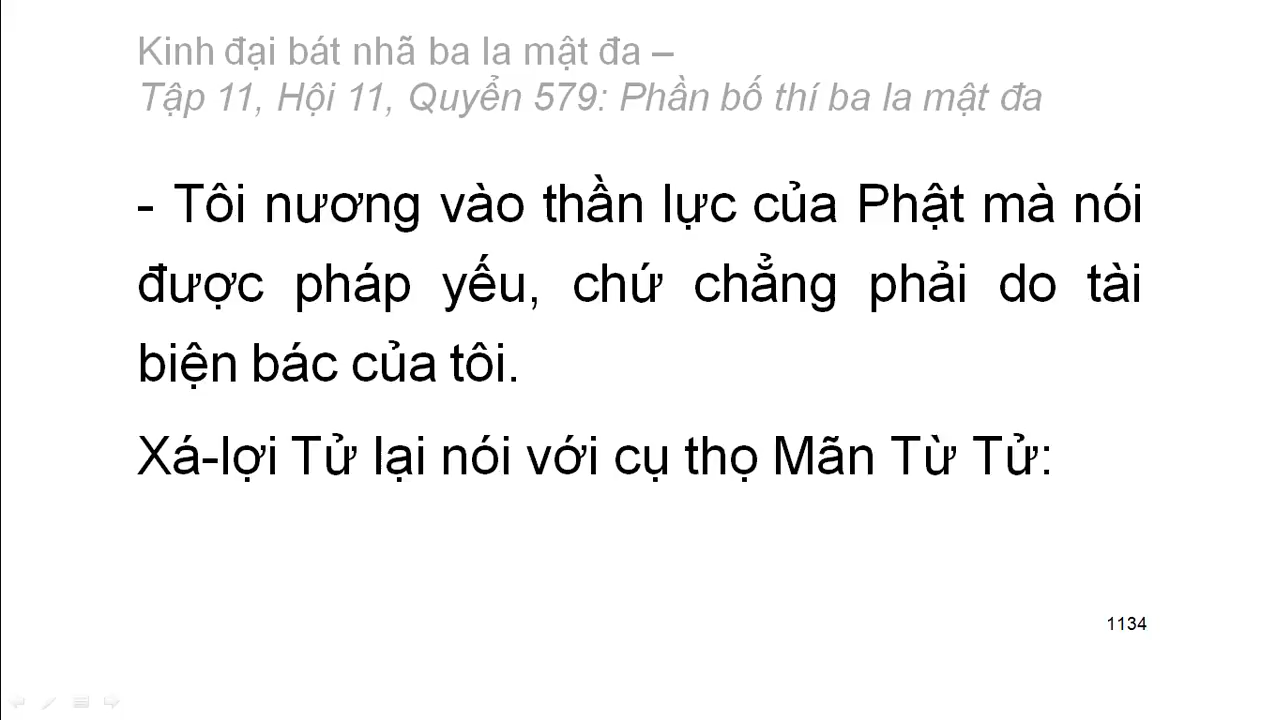 Kinh đại bát nhã ba la mật đa –
Tập 11, Hội 11, Quyển 579: Phần bố thí ba la mật đa
- Tôi nương vào thần lực của Phật mà nói
được pháp yếu, chứ chẳng phải do tài
biện bác của tôi.
Xá-lợi Tử lại nói với cụ thọ Mãn Từ Tử:
1134